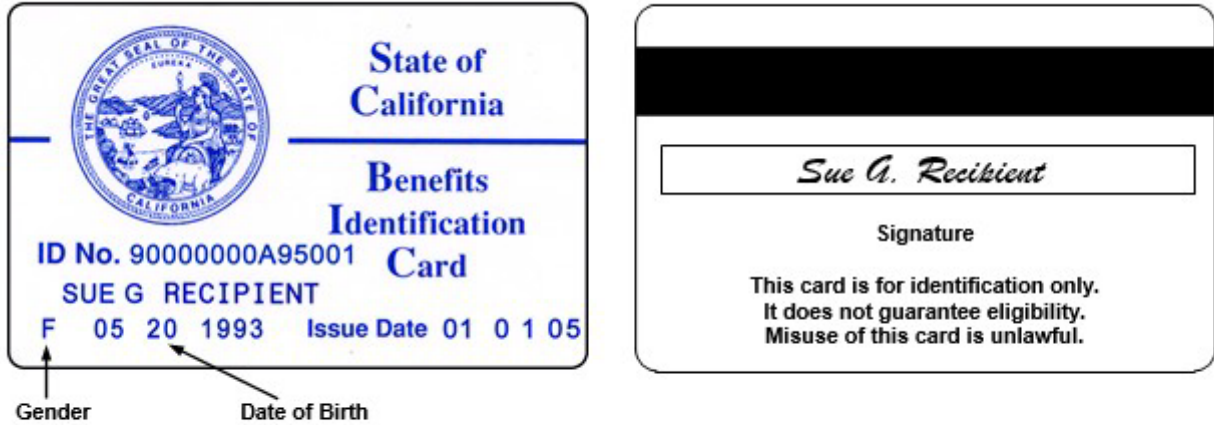 THE GREAT SEAL OF THE STATE OF CALIFORNIA
EUREKA
State of
California
Benefits
Identification
Card
ID No. 90000000A95001
SUE G RECIPIENT
F 05 20 1993 Issue Date 01 0 1 05
Gender
Date of Birth
Sue G. Recipient
Signature
This card is for identification only.
It does not guarantee eligibility.
Misuse of this card is unlawful.